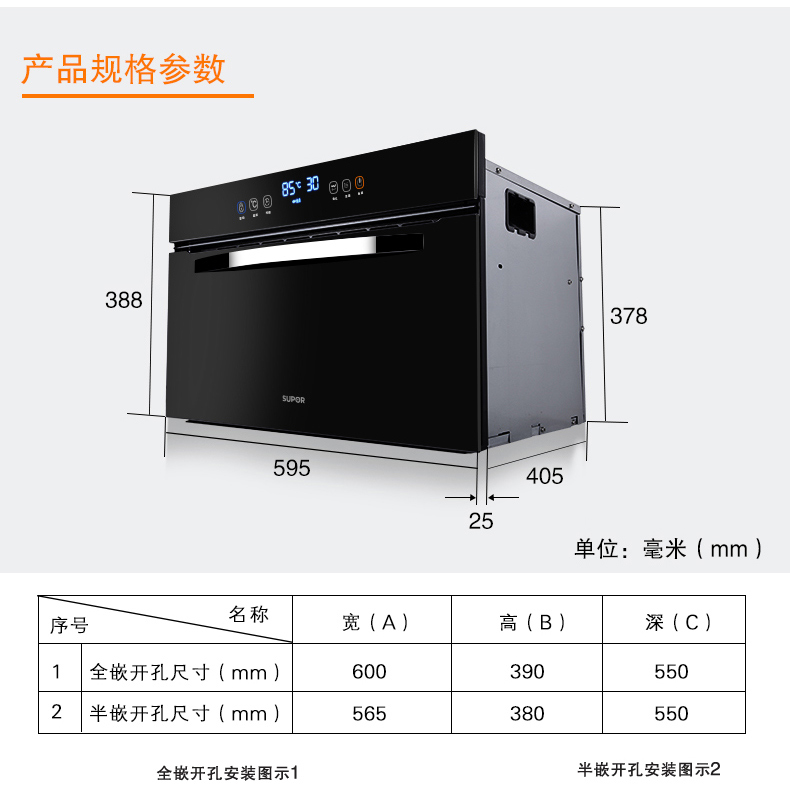 产品规格参数
85℃ 30
388
378
SUPOR
595
405
25
单位：毫米（mm）
序号 名称 宽（A） 高（B） 深（C）
1 全嵌开孔尺寸（mm） 600 390 550
2 半嵌开孔尺寸（mm） 565 380 550
全嵌开孔安装图示1
半嵌开孔安装图示2